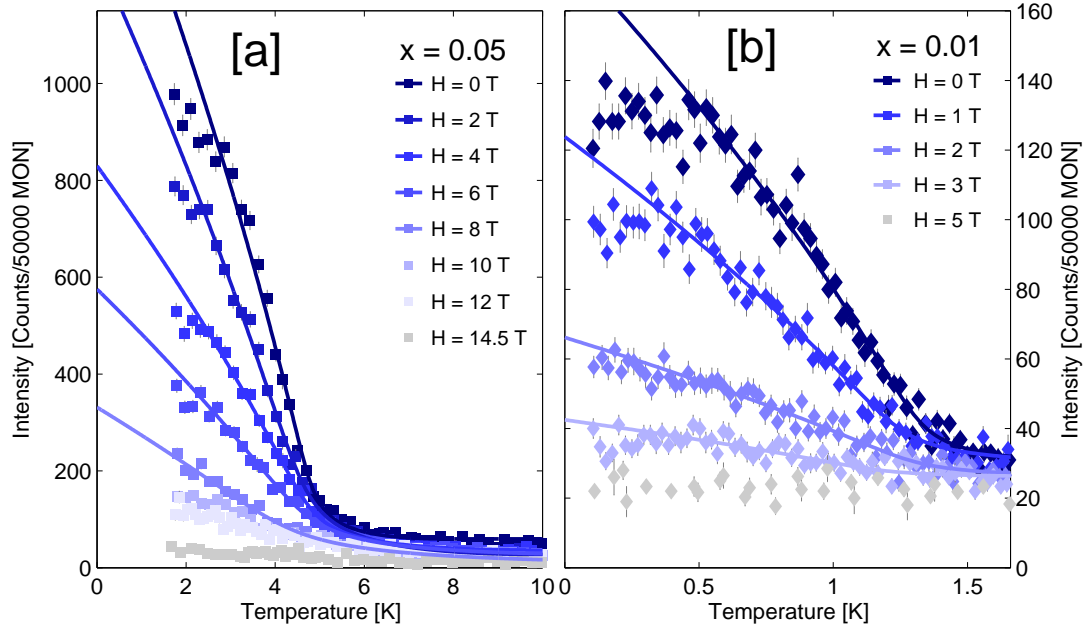 [a]
x = 0.05
H = 0 T
H = 2 T
H = 4 T
H = 6 T
H = 8 T
H = 10 T
H = 12 T
H = 14.5 T
Intensity [Counts/50000 MON]
1000
800
600
400
200
0
0 2 4 6 8 10
Temperature [K]
[b]
x = 0.01
H = 0 T
H = 1 T
H = 2 T
H = 3 T
H = 5 T
160
140
120
100
80
60
40
20
0
Intensity [Counts/50000 MON]
0 0.5 1 1.5
Temperature [K]